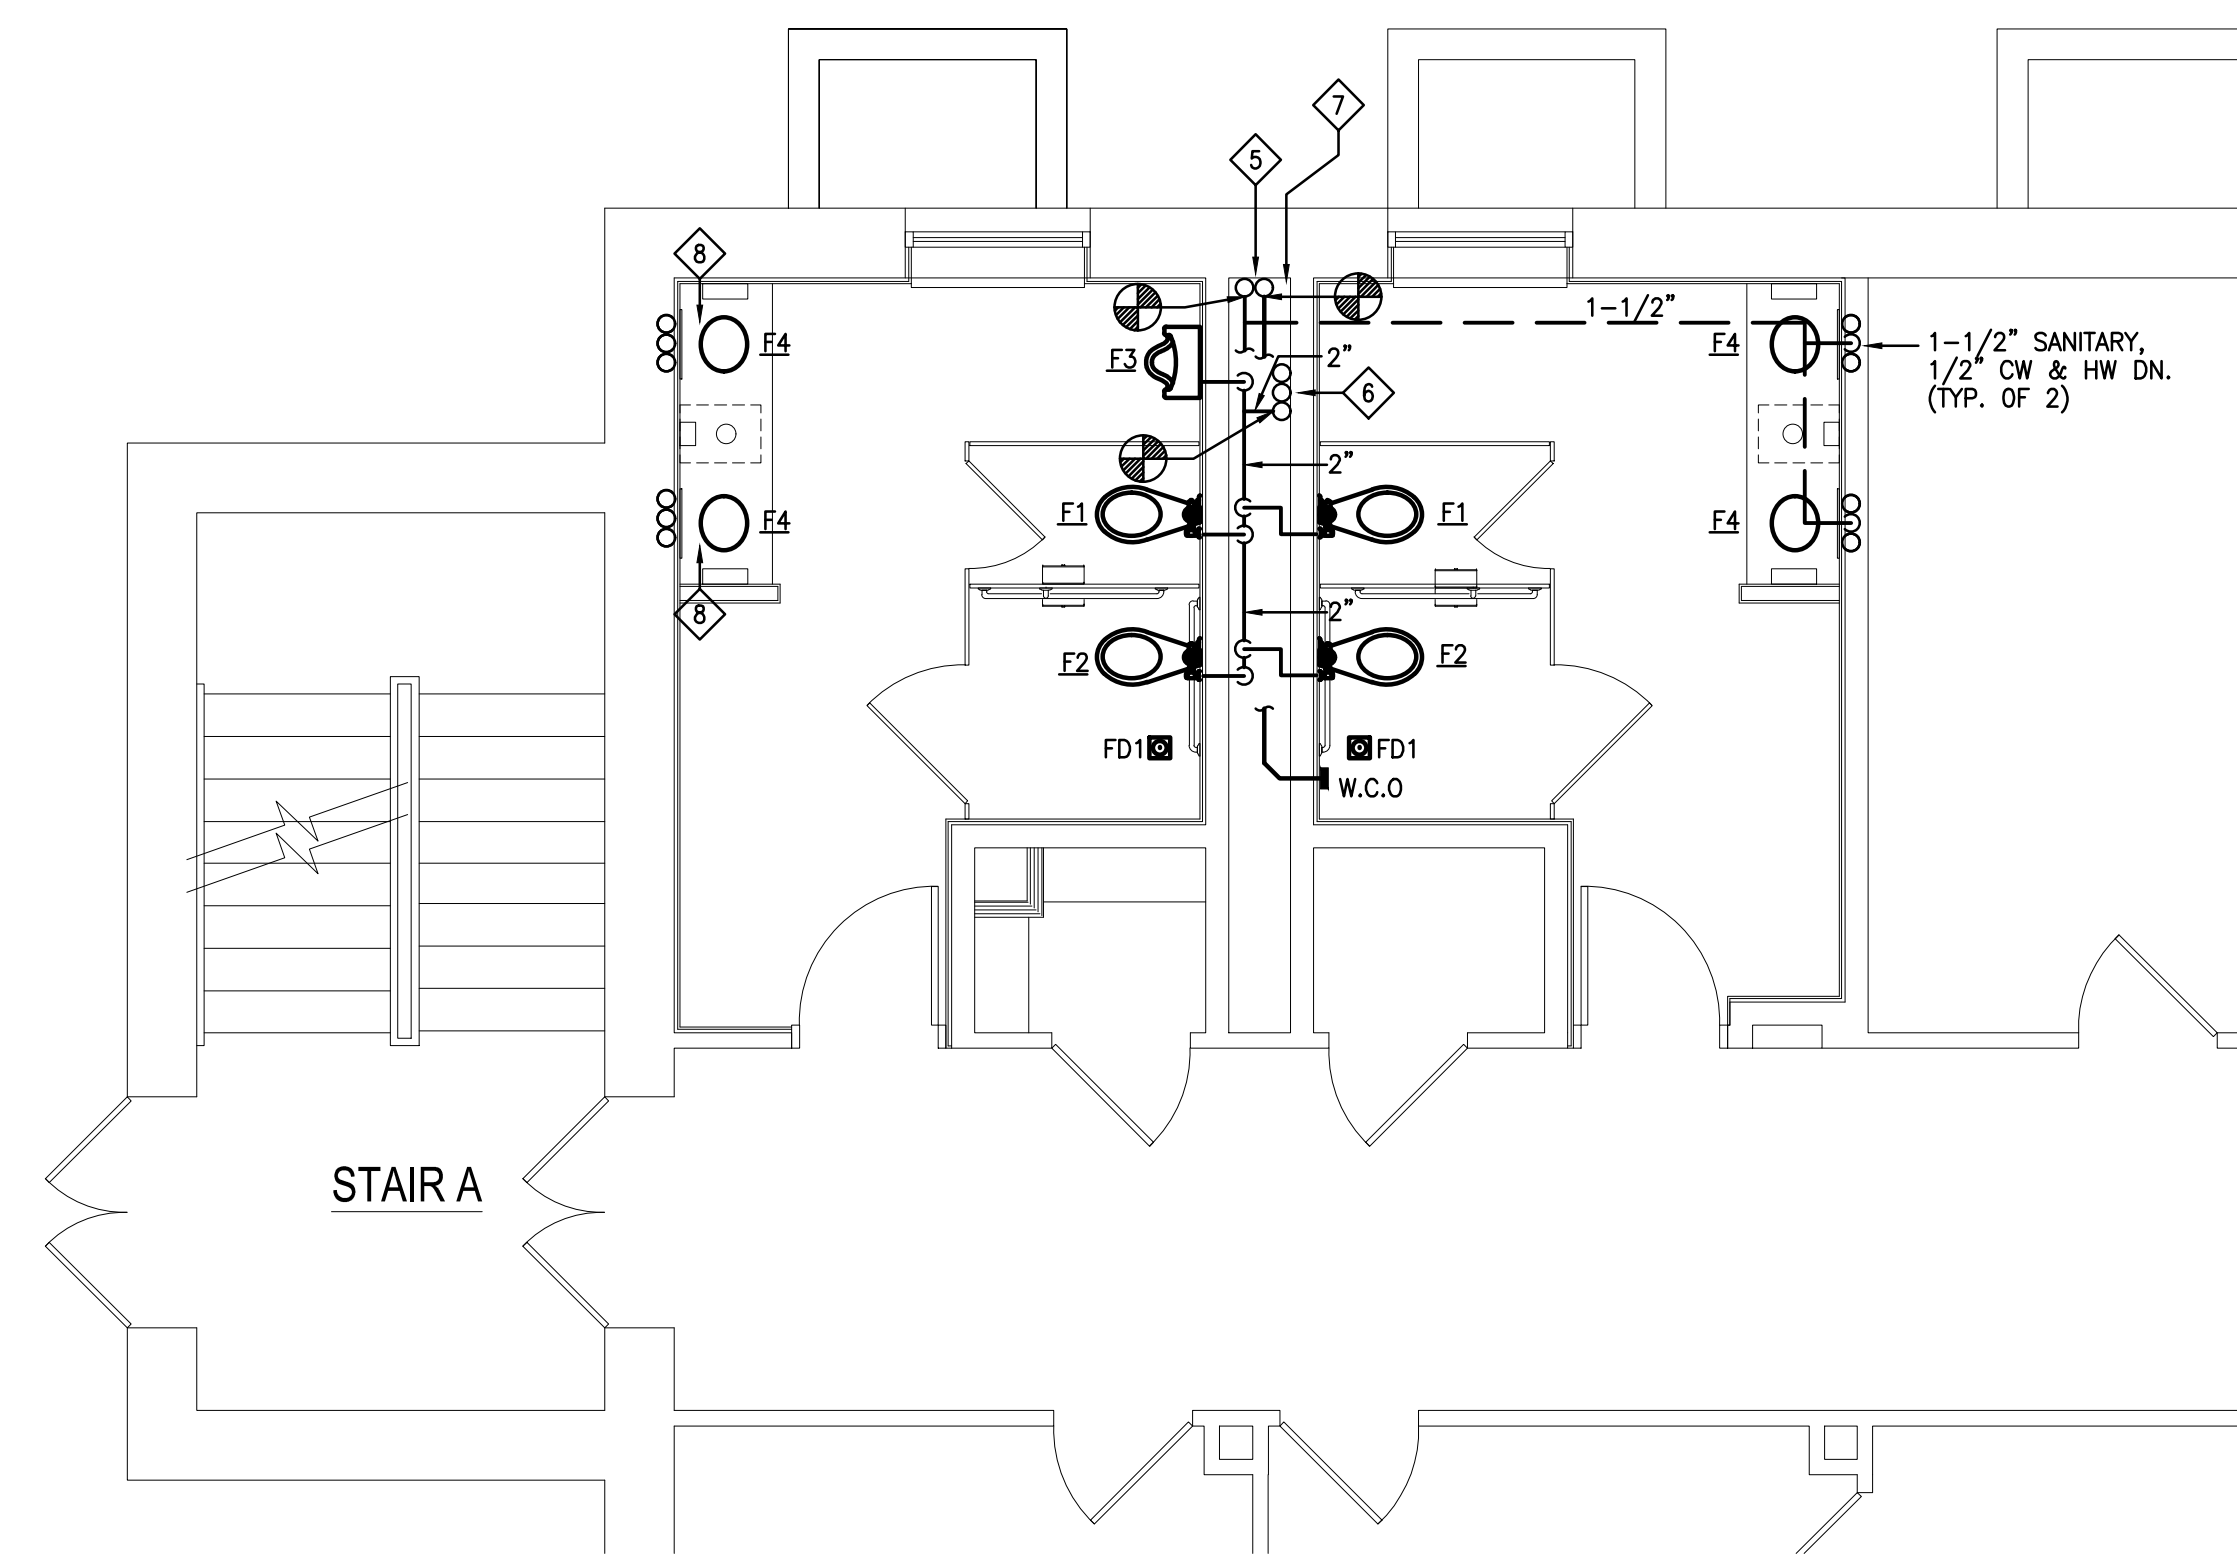 7
5
8
1-1/2"
F4
F3
2"
F4
1-1/2" SANITARY,
1/2" CW & HW DN.
(TYP. OF 2)
6
2"
F4
F1
F1
F4
8
2"
F2
F2
FD1
FD1
W.C.O
STAIR A